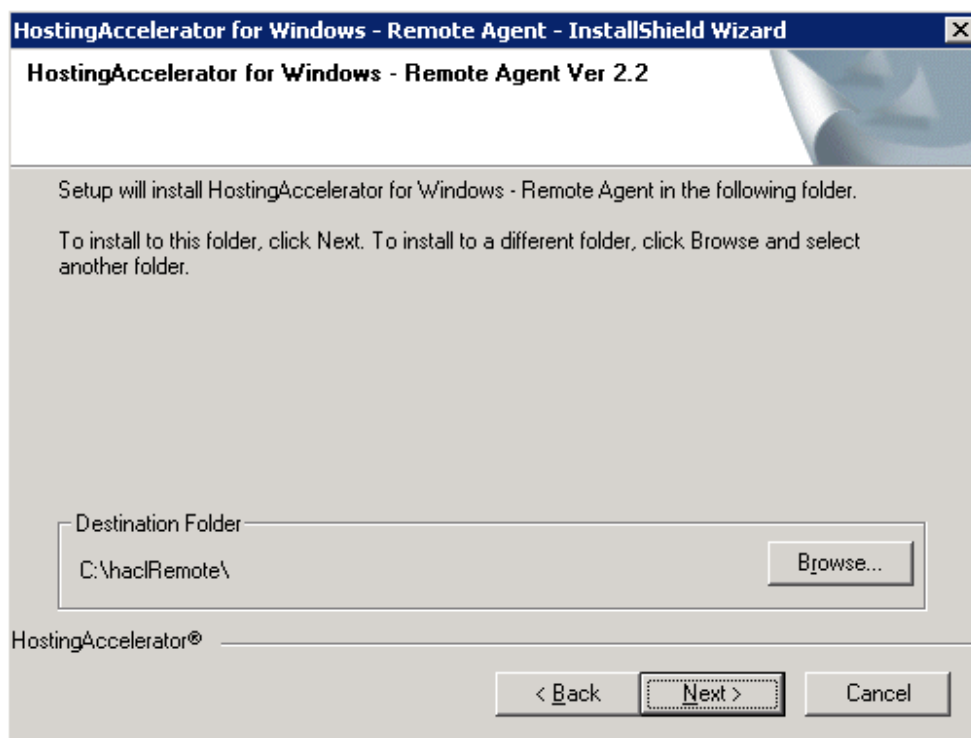 HostingAccelerator for Windows - Remote Agent - InstallShield Wizard
HostingAccelerator for Windows - Remote Agent Ver 2.2
Setup will install HostingAccelerator for Windows - Remote Agent in the following folder.
To install to this folder, click Next. To install to a different folder, click Browse and select
another folder.
Destination Folder
C:\haclRemote\
Browse...
HostingAccelerator®
< Back
Next >
Cancel